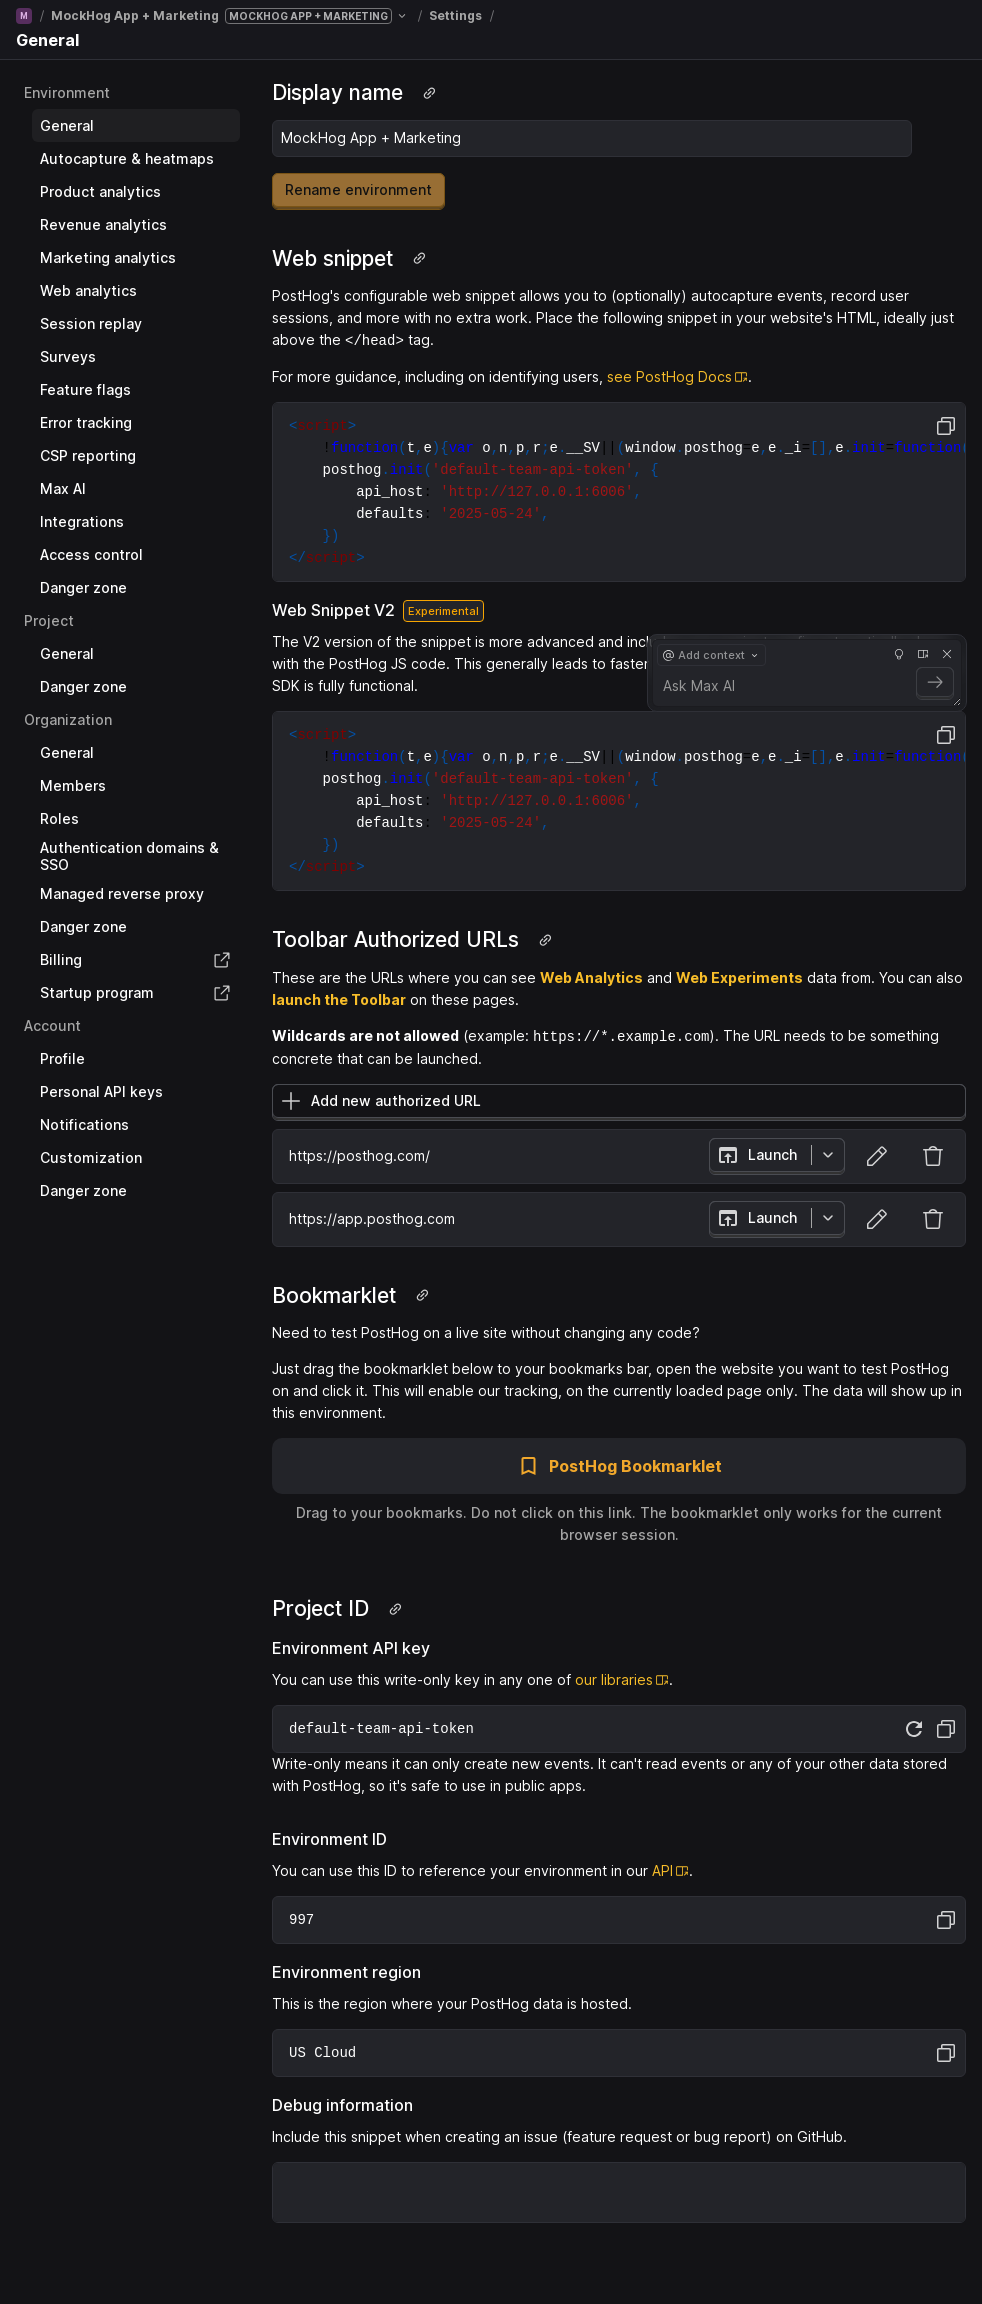 M / MockHog App + Marketing MOCKHOG APP + MARKETING / Settings /
General
Environment
General
Autocapture & heatmaps
Product analytics
Revenue analytics
Marketing analytics
Web analytics
Session replay
Surveys
Feature flags
Error tracking
CSP reporting
Max AI
Integrations
Access control
Danger zone
Project
General
Danger zone
Organization
General
Members
Roles
Authentication domains &
SSO
Managed reverse proxy
Danger zone
Billing
Startup program
Account
Profile
Personal API keys
Notifications
Customization
Danger zone
Display name
MockHog App + Marketing
Rename environment
Web snippet
PostHog's configurable web snippet allows you to (optionally) autocapture events, record user
sessions, and more with no extra work. Place the following snippet in your website's HTML, ideally just
above the </head> tag.
For more guidance, including on identifying users, see PostHog Docs.
<script>
!function(t,e){var o,n,p,r;e.__SV||(window.posthog=e,e._i=[],e.init=function(
posthog.init('default-team-api-token', {
api_host: 'http://127.0.0.1:6006',
defaults: '2025-05-24',
})
</script>
Web Snippet V2 Experimental
The V2 version of the snippet is more advanced and
with the PostHog JS code. This generally leads to faster
SDK is fully functional.
@ Add context
Ask Max AI
<script>
!function(t,e){var o,n,p,r;e.__SV||(window.posthog=e,e._i=[],e.init=function(
posthog.init('default-team-api-token', {
api_host: 'http://127.0.0.1:6006',
defaults: '2025-05-24',
})
</script>
Toolbar Authorized URLs
These are the URLs where you can see Web Analytics and Web Experiments data from. You can also
launch the Toolbar on these pages.
Wildcards are not allowed (example: https://*.example.com). The URL needs to be something
concrete that can be launched.
Add new authorized URL
https://posthog.com/ Launch
https://app.posthog.com Launch
Bookmarklet
Need to test PostHog on a live site without changing any code?
Just drag the bookmarklet below to your bookmarks bar, open the website you want to test PostHog
on and click it. This will enable our tracking, on the currently loaded page only. The data will show up in
this environment.
PostHog Bookmarklet
Drag to your bookmarks. Do not click on this link. The bookmarklet only works for the current
browser session.
Project ID
Environment API key
You can use this write-only key in any one of our libraries.
default-team-api-token
Write-only means it can only create new events. It can't read events or any of your other data stored
with PostHog, so it's safe to use in public apps.
Environment ID
You can use this ID to reference your environment in our API.
997
Environment region
This is the region where your PostHog data is hosted.
US Cloud
Debug information
Include this snippet when creating an issue (feature request or bug report) on GitHub.